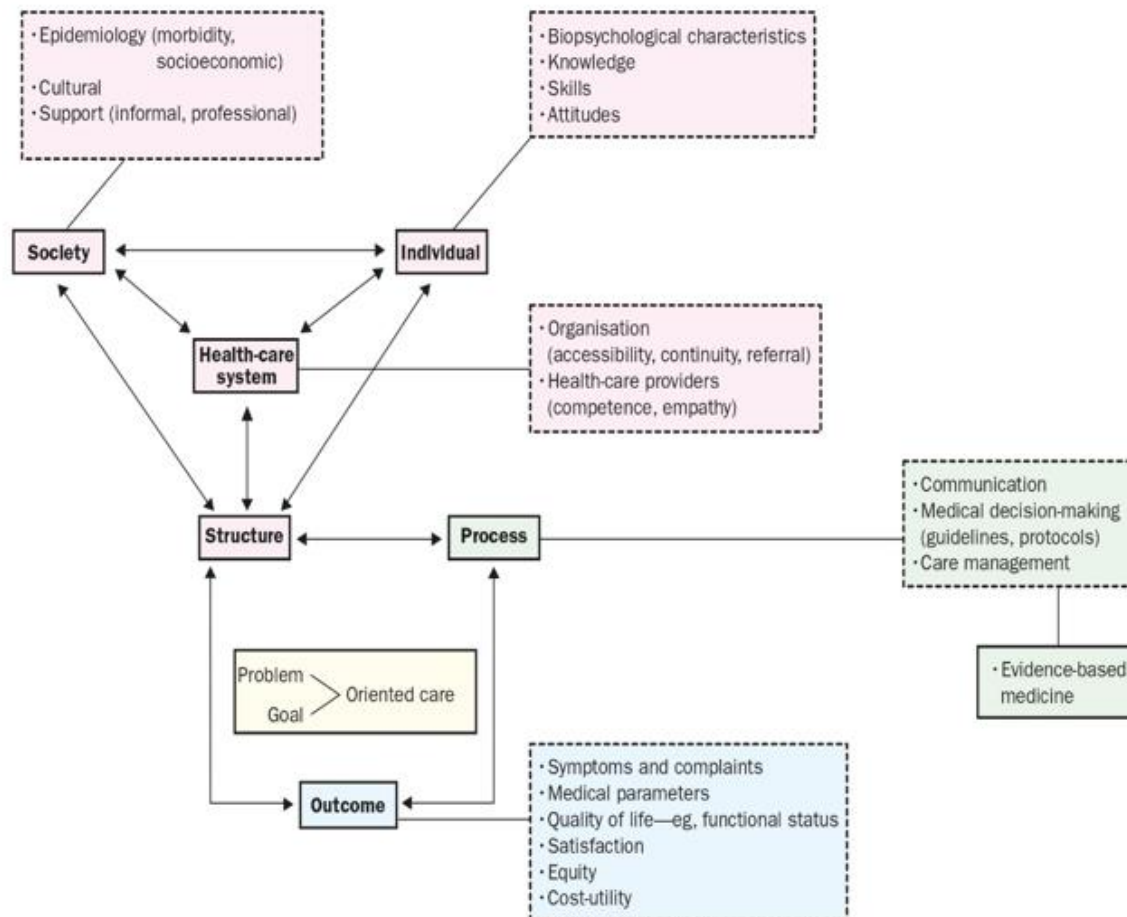 · Epidemiology (morbidity,
socioeconomic)
· Cultural
· Support (informal, professional)
· Biopsychological characteristics
· Knowledge
· Skills
· Attitudes
Society
Individual
Health-care
system
· Organisation
(accessibility, continuity, referral)
· Health-care providers
(competence, empathy)
Structure
Process
· Communication
· Medical decision-making
(guidelines, protocols)
· Care management
· Evidence-based
medicine
Problem
Goal
Oriented care
Outcome
· Symptoms and complaints
· Medical parameters
· Quality of life—eg, functional status
· Satisfaction
· Equity
· Cost-utility